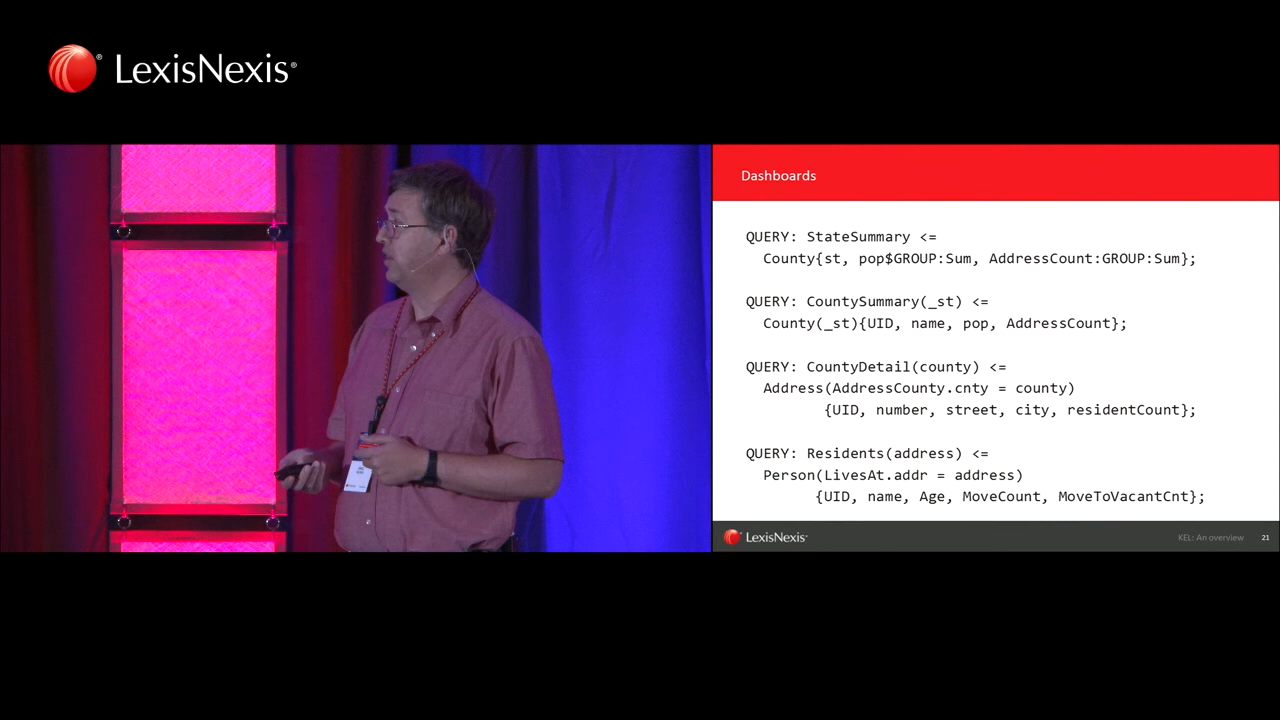 LexisNexis®
Dashboards
QUERY: StateSummary <=
County{st, pop$GROUP:Sum, AddressCount:GROUP:Sum};
QUERY: CountySummary(_st) <=
County(_st){UID, name, pop, AddressCount};
QUERY: CountyDetail(county) <=
Address(AddressCounty.cnty = county)
{UID, number, street, city, residentCount};
QUERY: Residents(address) <=
Person(LivesAt.addr = address)
{UID, name, Age, MoveCount, MoveToVacantCnt};
LexisNexis®
KEL: An overview 21